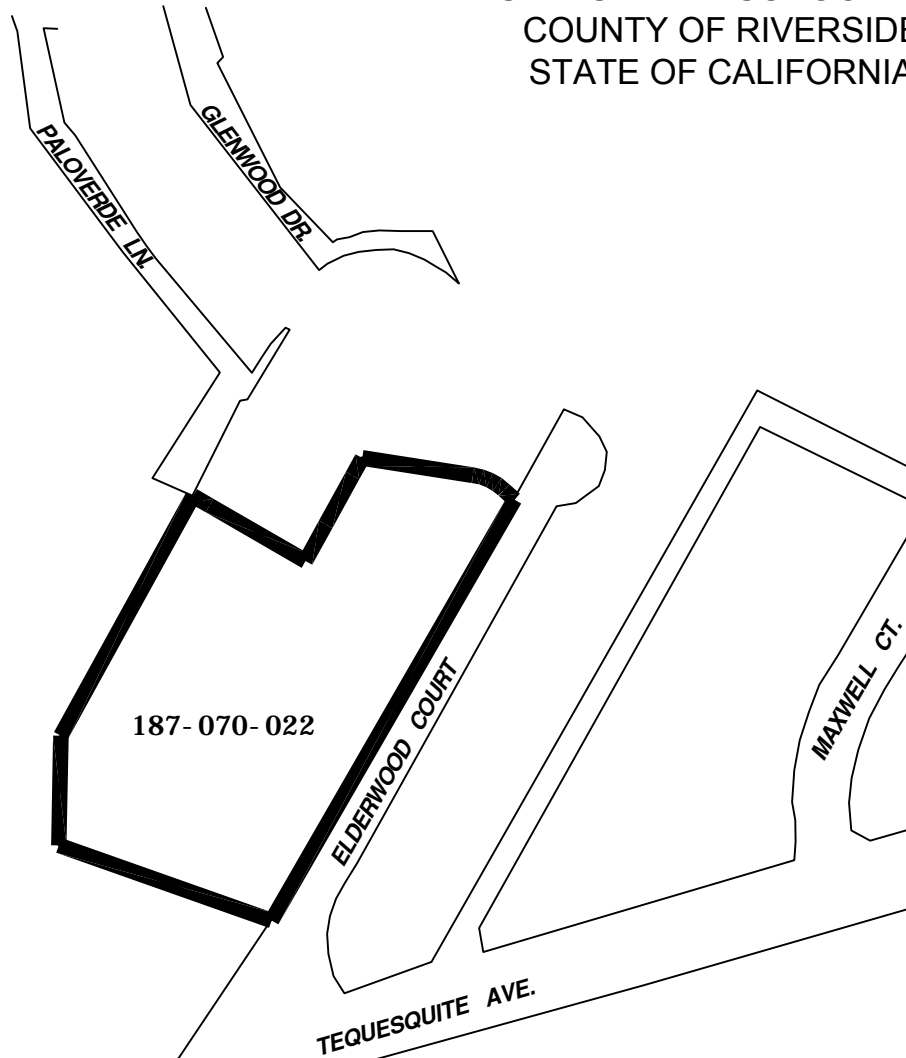 COUNTY OF RIVERSIDE
STATE OF CALIFORNIA
PALOVERDE LN.
GLENWOOD DR.
187-070-022
ELDERWOOD COURT
MAXWELL CT.
TEQUESQUITE AVE.